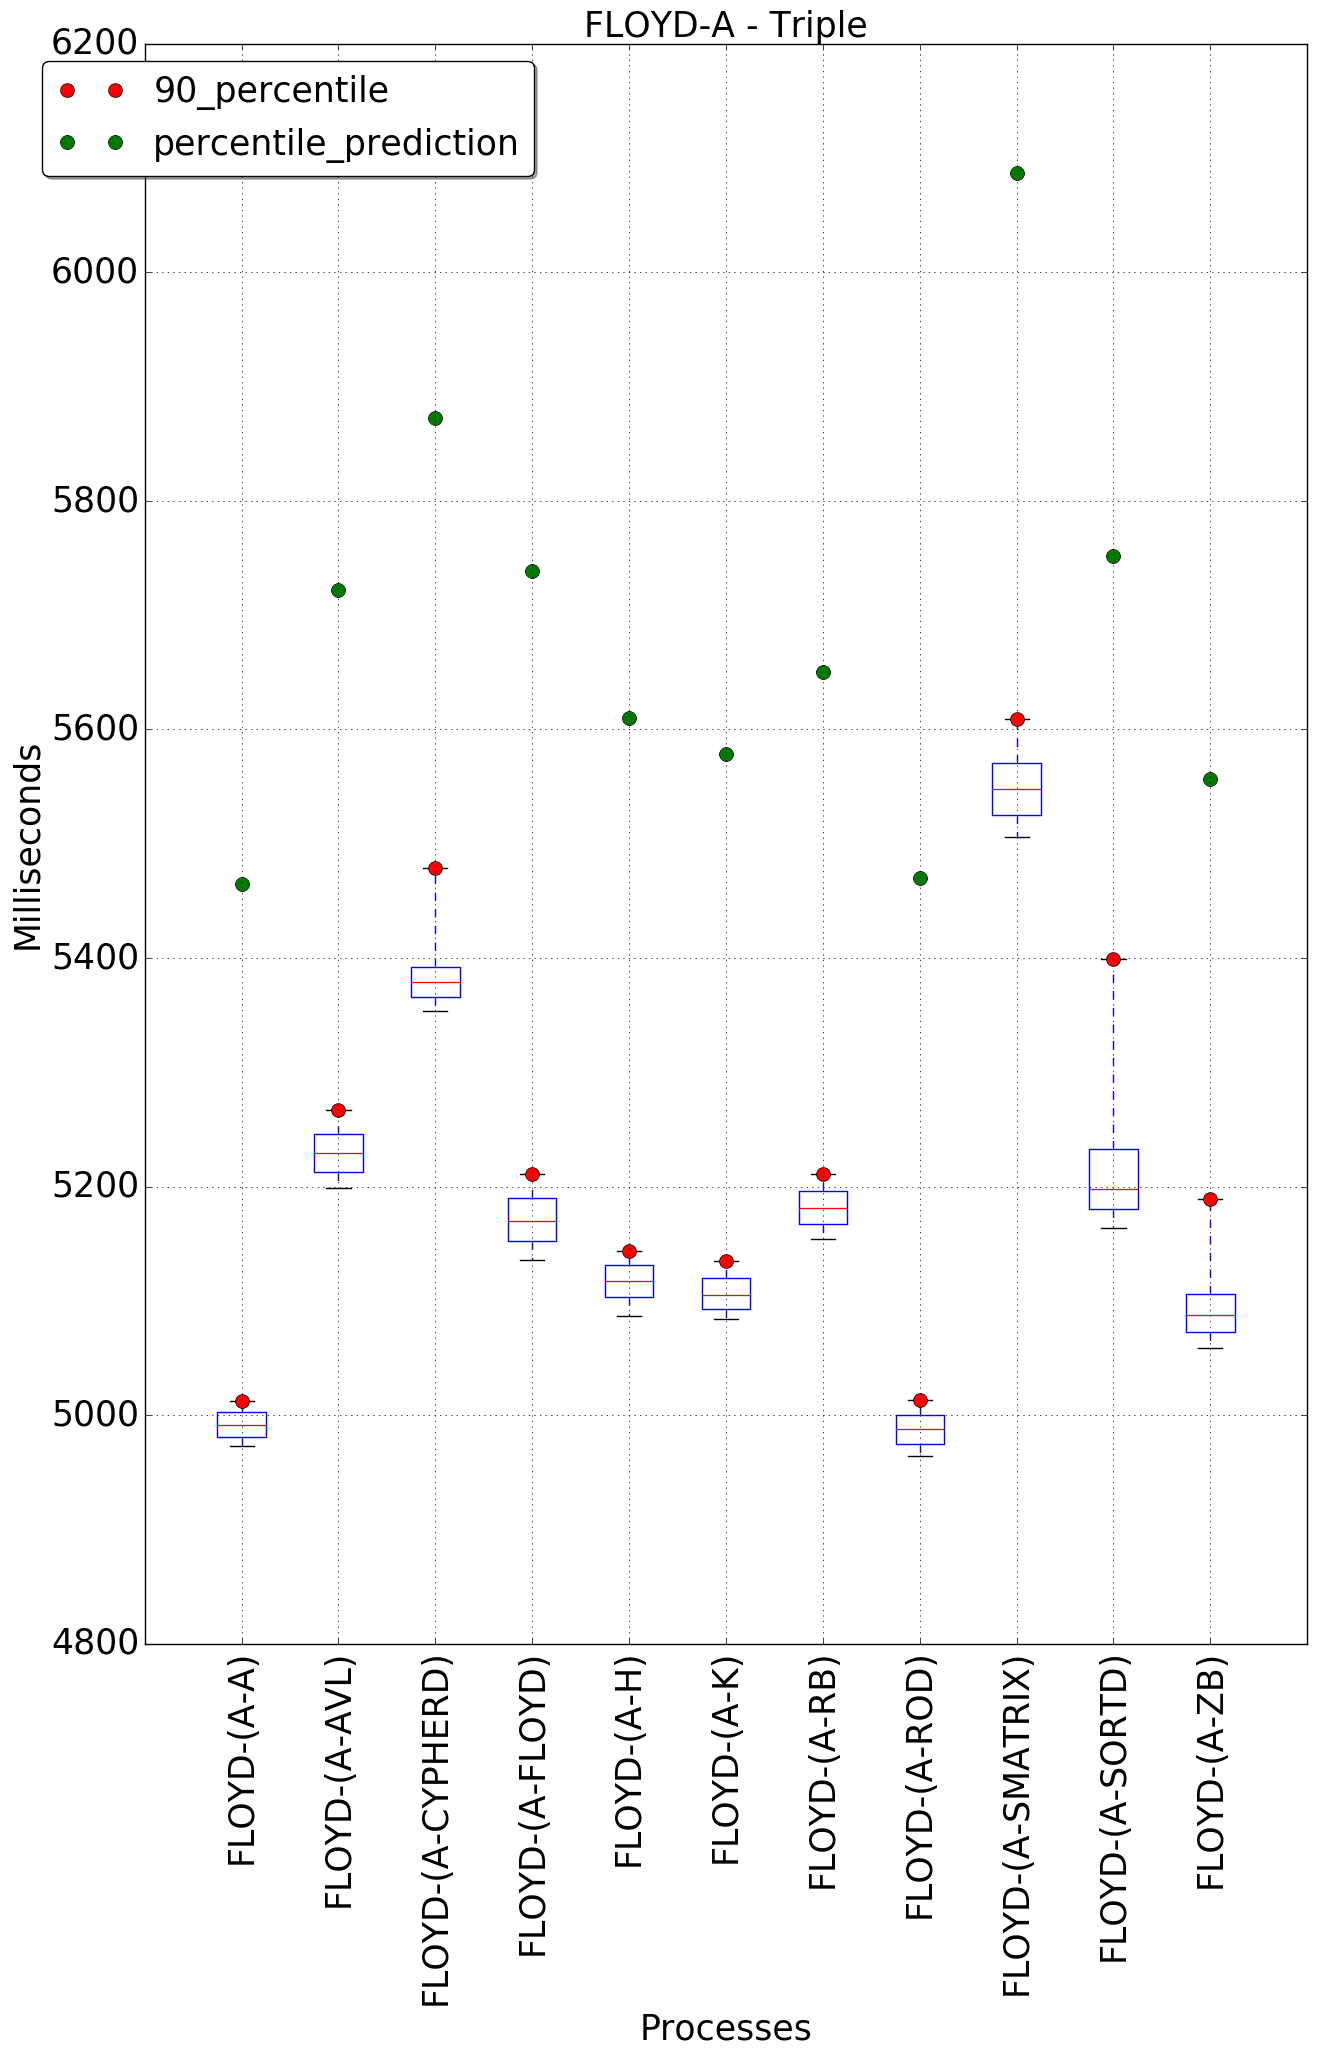 FLOYD-A - Triple
90_percentile
percentile_prediction
6200
6000
5800
5600
5400
5200
5000
4800
Milliseconds
FLOYD-(A-A)
FLOYD-(A-AVL)
FLOYD-(A-CYPHERD)
FLOYD-(A-FLOYD)
FLOYD-(A-H)
FLOYD-(A-K)
FLOYD-(A-RB)
FLOYD-(A-ROD)
FLOYD-(A-SMATRIX)
FLOYD-(A-SORTD)
FLOYD-(A-ZB)
Processes